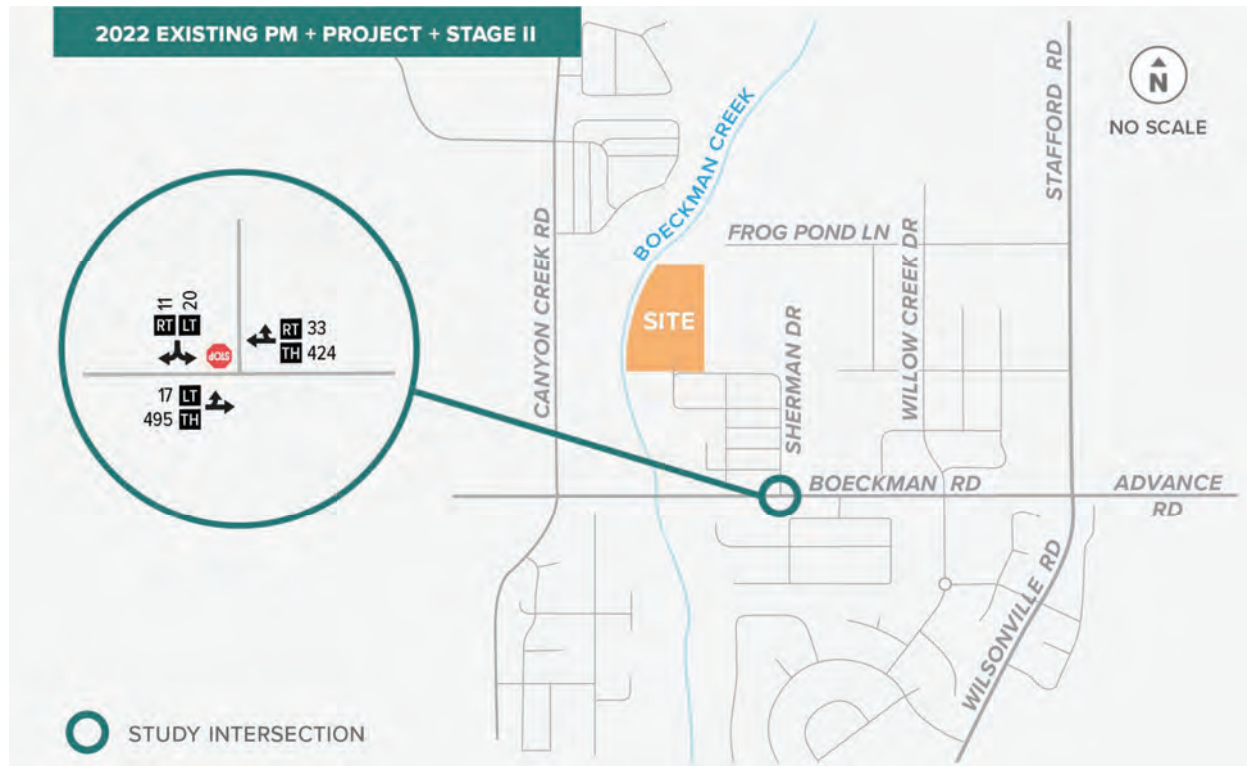 2022 EXISTING PM + PROJECT + STAGE II
N
NO SCALE
STAFFORD RD
BOECKMAN CREEK
CANYON CREEK RD
FROG POND LN
WILLOW CREEK DR
SITE
SHERMAN DR
11 20
RT LT
STOP
RT 33
TH 424
17 LT
495 TH
BOECKMAN RD
ADVANCE
RD
WILSONVILLE RD
STUDY INTERSECTION